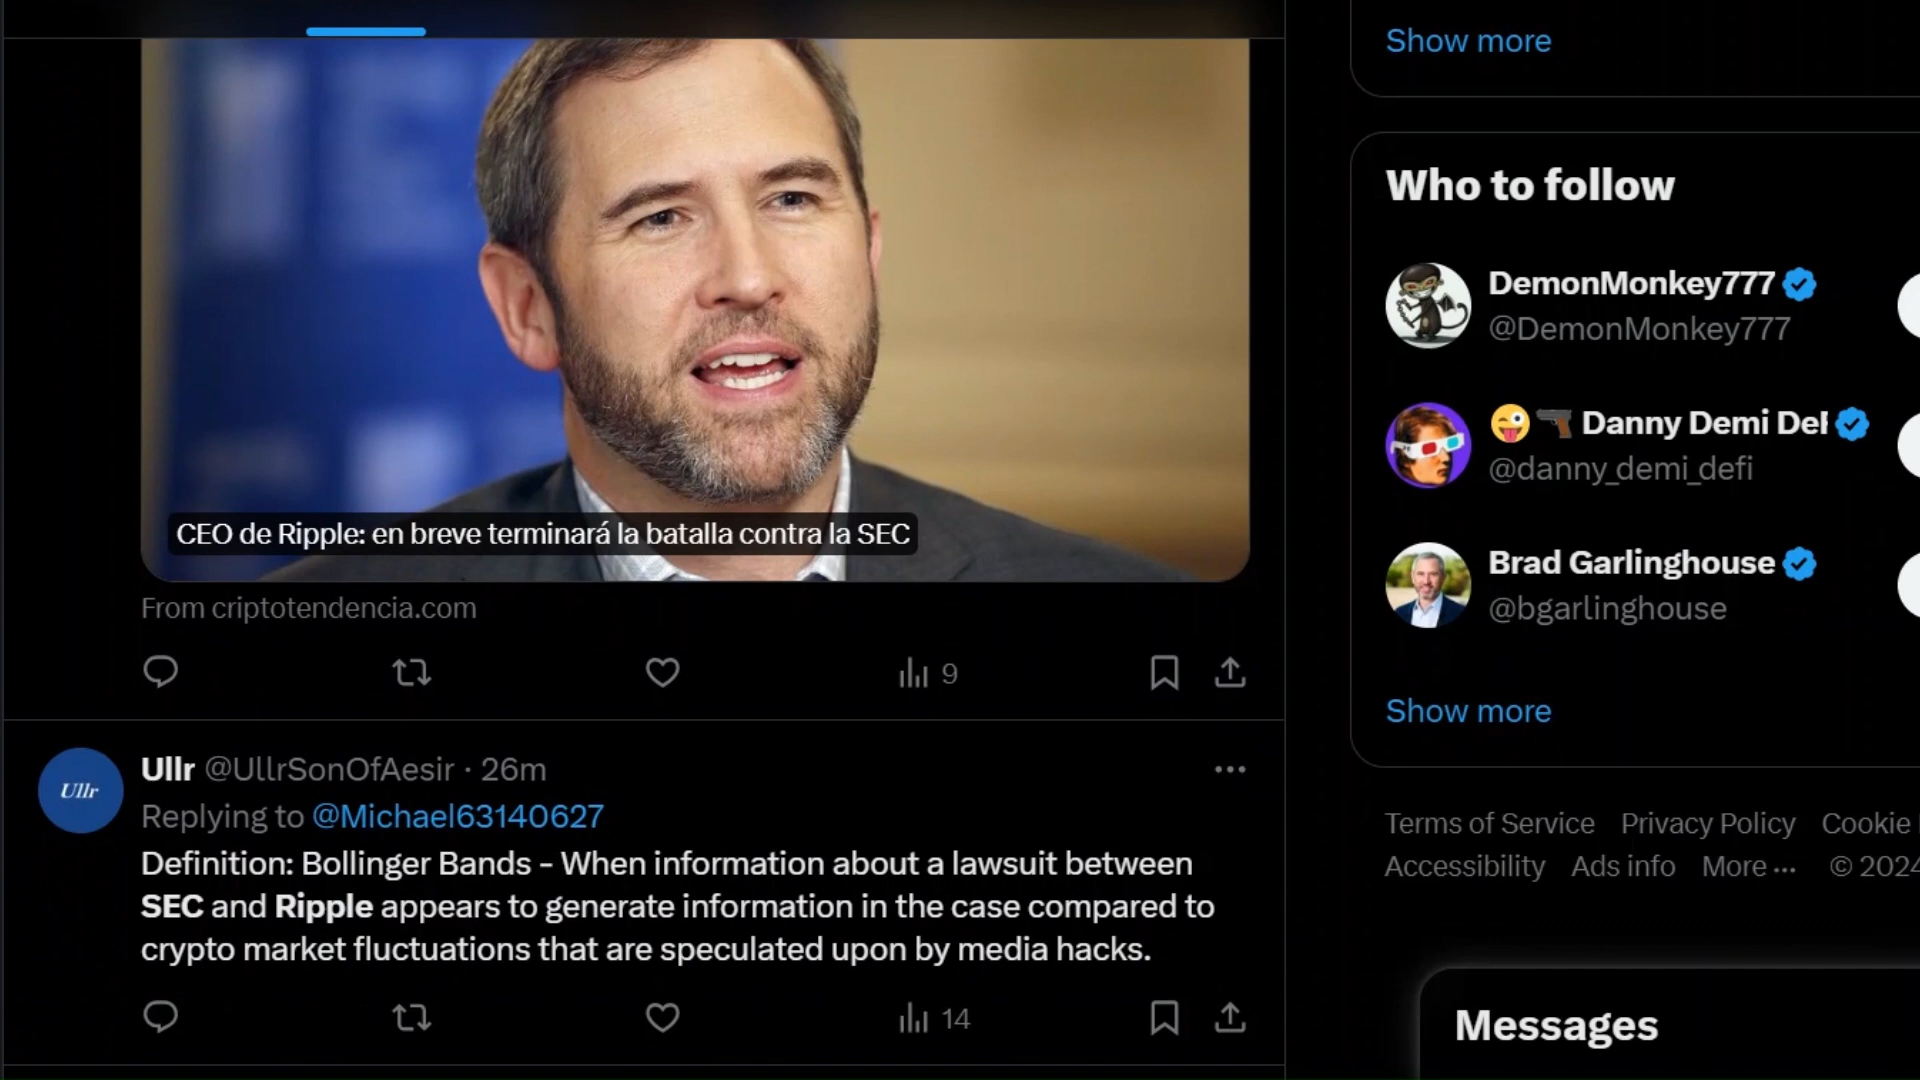 CEO de Ripple: en breve terminará la batalla contra la SEC
From criptotendencia.com
9
Ullr @UllrSonOfAesir · 26m
Ullr
Replying to @Michael63140627
Definition: Bollinger Bands – When information about a lawsuit between
SEC and Ripple appears to generate information in the case compared to
crypto market fluctuations that are speculated upon by media hacks.
14
Show more
Who to follow
DemonMonkey777
@DemonMonkey777
😜🔫 Danny Demi
@danny_demi_defi
Brad Garlinghouse
@bgarlinghouse
Show more
Terms of Service Privacy Policy Cookie
Accessibility Ads info More ··· © 2024
Messages